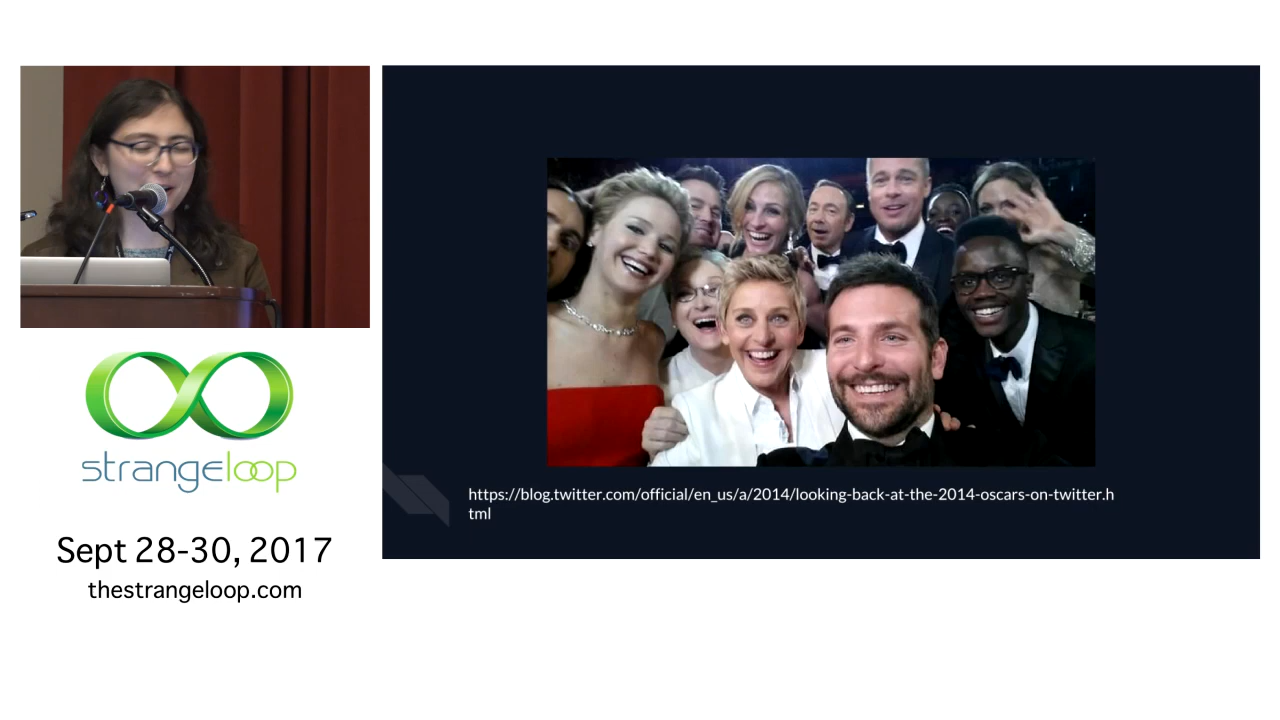 strangeloop
Sept 28-30, 2017
thestrangeloop.com
https://blog.twitter.com/official/en_us/a/2014/looking-back-at-the-2014-oscars-on-twitter.h
tml